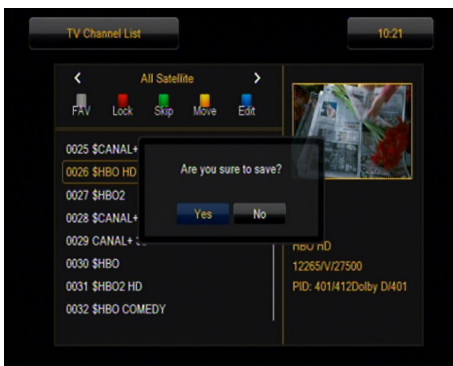 TV Channel List
10:21
All Satellite
FAV Lock Skip Move Edit
0025 $CANAL+
0026 $HBO HD
0027 $HBO2
0028 $CANAL+
0029 CANAL+
0030 $HBO
0031 $HBO2 HD
0032 $HBO COMEDY
Are you sure to save?
Yes No
HBO HD
12265/V/27500
PID: 401/412Dolby D/401